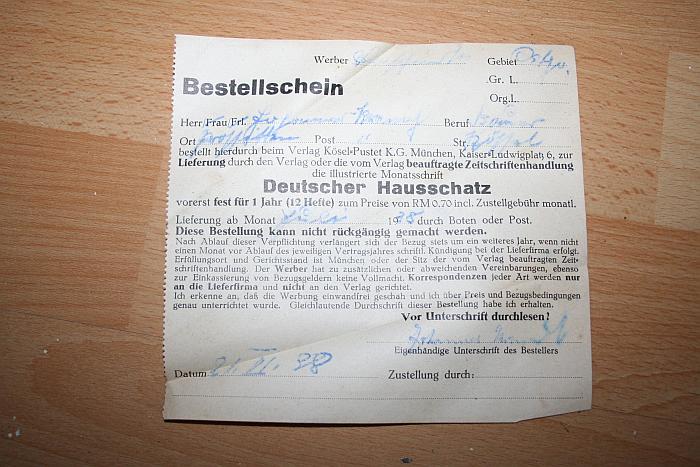 Werber Gebiet Ostpr.
Bestellschein
Gr. L.
Org.L.
Herr/Frau/Frl. Beruf
Ort Post " Str. Rößel
bestellt hierdurch beim Verlag Kösel-Pustet K.G. München, Kaiser-Ludwigplatz 6, zur
Lieferung durch den Verlag oder die vom Verlag beauftragte Zeitschriftenhandlung
die illustrierte Monatsschrift
Deutscher Hausschatz
vorerst fest für 1 Jahr (12 Hefte) zum Preise von RM 0.70 incl. Zustellgebühr monatl.
Lieferung ab Monat Juli 1938 durch Boten oder Post.
Diese Bestellung kann nicht rückgängig gemacht werden.
Nach Ablauf dieser Verpflichtung verlängert sich der Bezug stets um ein weiteres Jahr, wenn nicht
einen Monat vor Ablauf des jeweiligen Vertragsjahres schriftl. Kündigung bei der Lieferfirma erfolgt.
Erfüllungsort und Gerichtsstand ist München oder der Sitz der vom Verlag beauftragten Zeit-
schriftenhandlung. Der Werber hat zu zusätzlichen oder abweichenden Vereinbarungen, ebenso
zur Einkassierung von Bezugsgeldern keine Vollmacht. Korrespondenzen jeder Art werden nur
an die Lieferfirma und nicht an den Verlag gerichtet.
Ich erkenne an, daß die Werbung einwandfrei geschah und ich über Preis und Bezugsbedingungen
genau unterrichtet wurde. Gleichlautende Durchschrift dieser Bestellung habe ich erhalten.
Vor Unterschrift durchlesen!
Johannes
Eigenhändige Unterschrift des Bestellers
Datum 21. VI. 38 Zustellung durch: